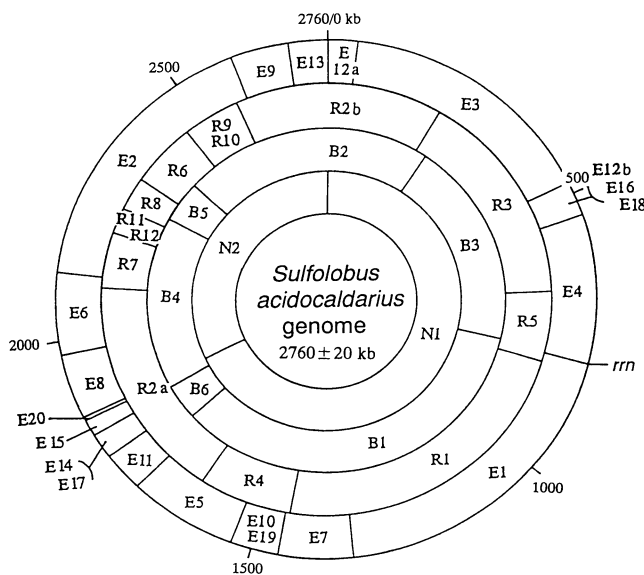 2760/0 kb
E
12a
E3
500
E12b
E16
E18
E4
rrn
E1
1000
E7
E10
E19
1500
E5
E11
E14
E17
E15
E20
E8
2000
E6
E2
2500
E9
E13
R2b
R3
R5
R1
R4
R2a
R7
R11
R12
R8
R6
R9
R10
B2
B3
B1
B6
B4
B5
N1
N2
Sulfolobus
acidocaldarius
genome
2760±20 kb